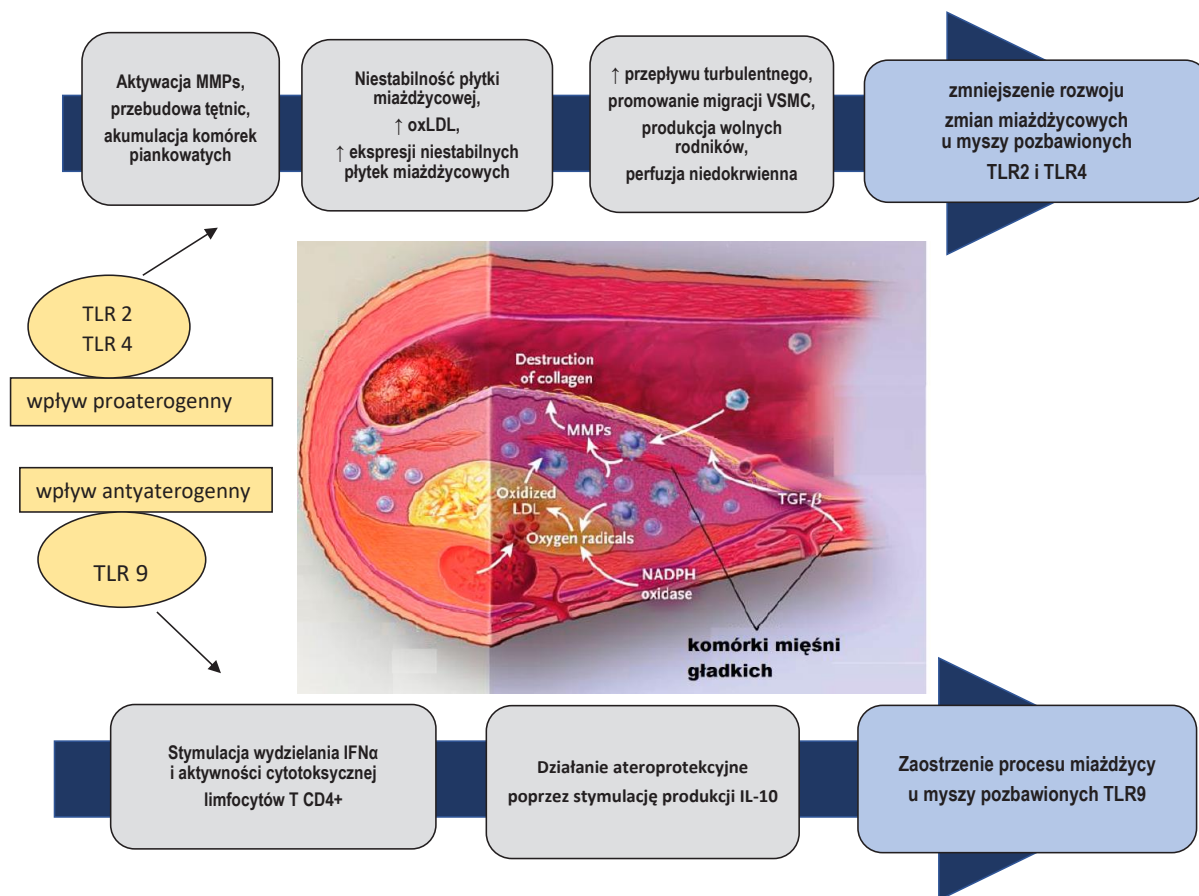 Aktywacja MMPs,
przebudowa tętnic,
akumulacja komórek
piankowatych
Niestabilność płytki
miażdżycowej,
↑ oxLDL,
↑ ekspresji niestabilnych
płytek miażdżycowych
↑ przepływu turbulentnego,
promowanie migracji VSMC,
produkcja wolnych
rodników,
perfuzja niedokrwienna
zmniejszenie rozwoju
zmian miażdżycowych
u myszy pozbawionych
TLR2 i TLR4
TLR 2
TLR 4
wpływ proaterogenny
wpływ antyaterogenny
TLR 9
Destruction
of collagen
MMPs
Oxidized
LDL
TGF-β
Oxygen radicals
NADPH
oxidase
komórki mięśni
gładkich
Stymulacja wydzielania IFNα
i aktywności cytotoksycznej
limfocytów T CD4+
Działanie ateroprotekcyjne
poprzez stymulację produkcji IL-10
Zaostrzenie procesu miażdżycy
u myszy pozbawionych TLR9